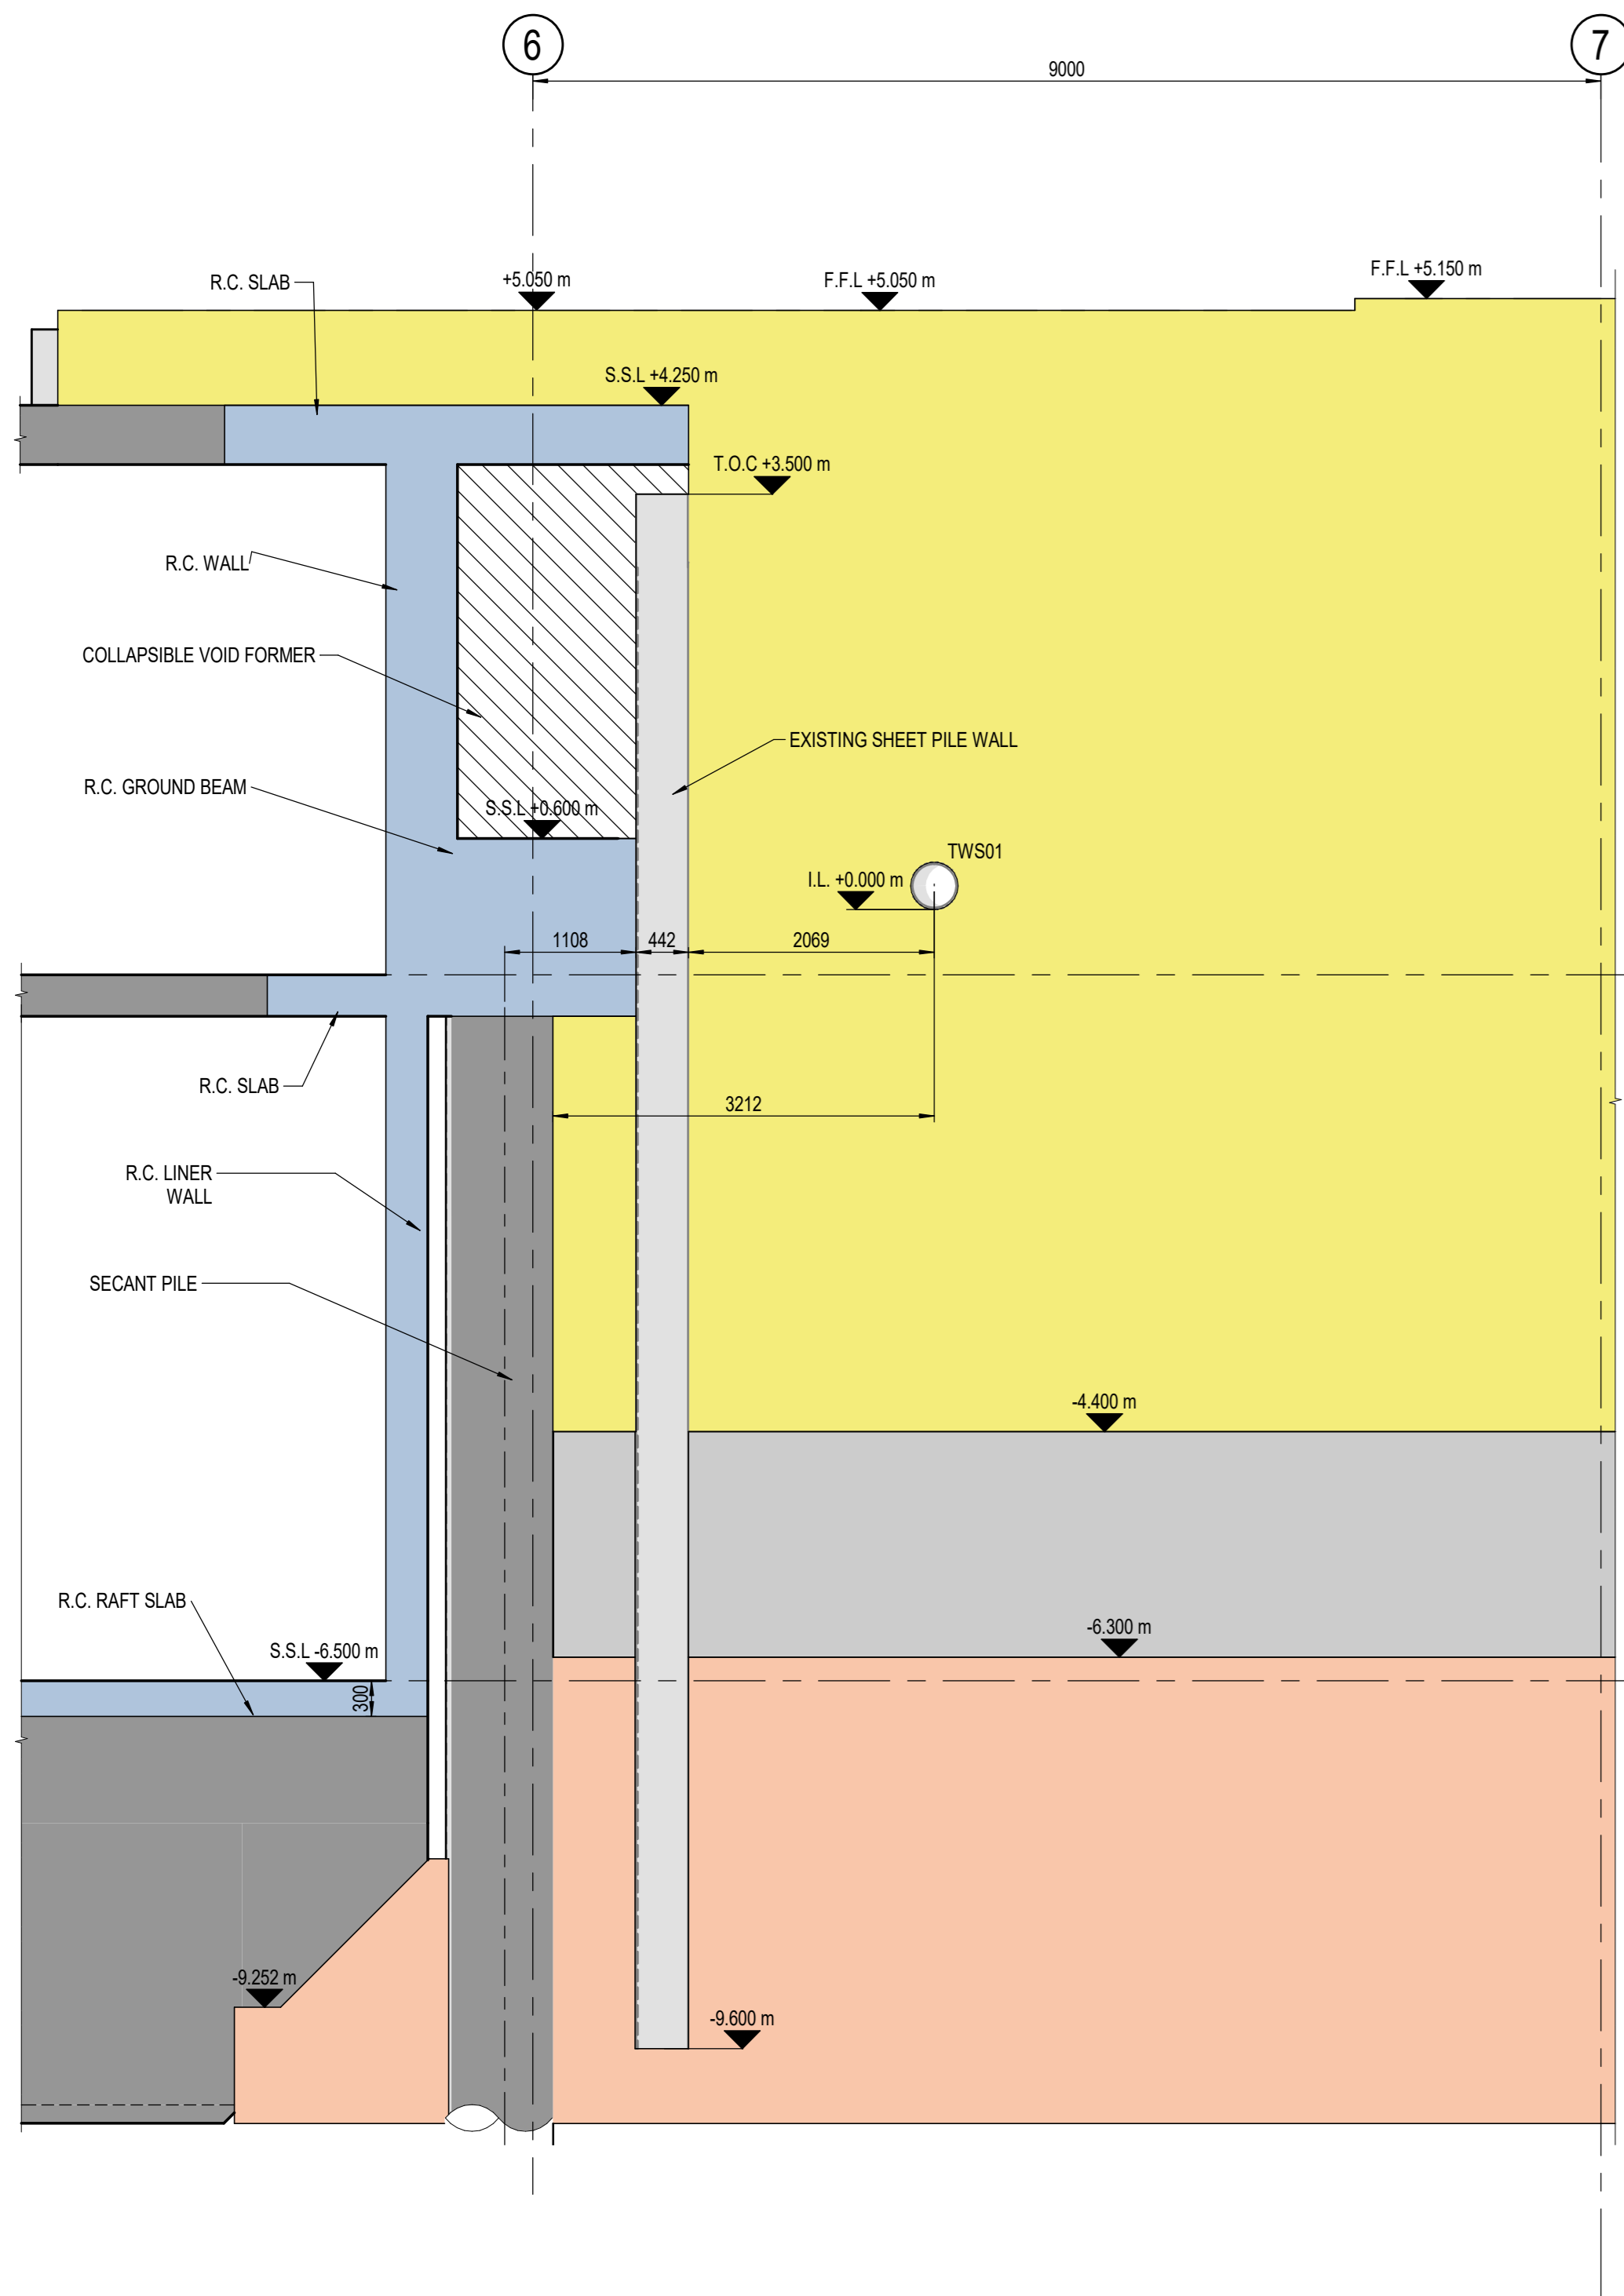 6
7
9000
R.C. SLAB
+5.050 m
F.F.L +5.050 m
F.F.L +5.150 m
S.S.L +4.250 m
T.O.C +3.500 m
R.C. WALL
COLLAPSIBLE VOID FORMER
EXISTING SHEET PILE WALL
R.C. GROUND BEAM
S.S.L +0.600 m
TWS01
I.L. +0.000 m
1108
442
2069
R.C. SLAB
3212
R.C. LINER
WALL
SECANT PILE
-4.400 m
R.C. RAFT SLAB
-6.300 m
S.S.L -6.500 m
300
-9.252 m
-9.600 m